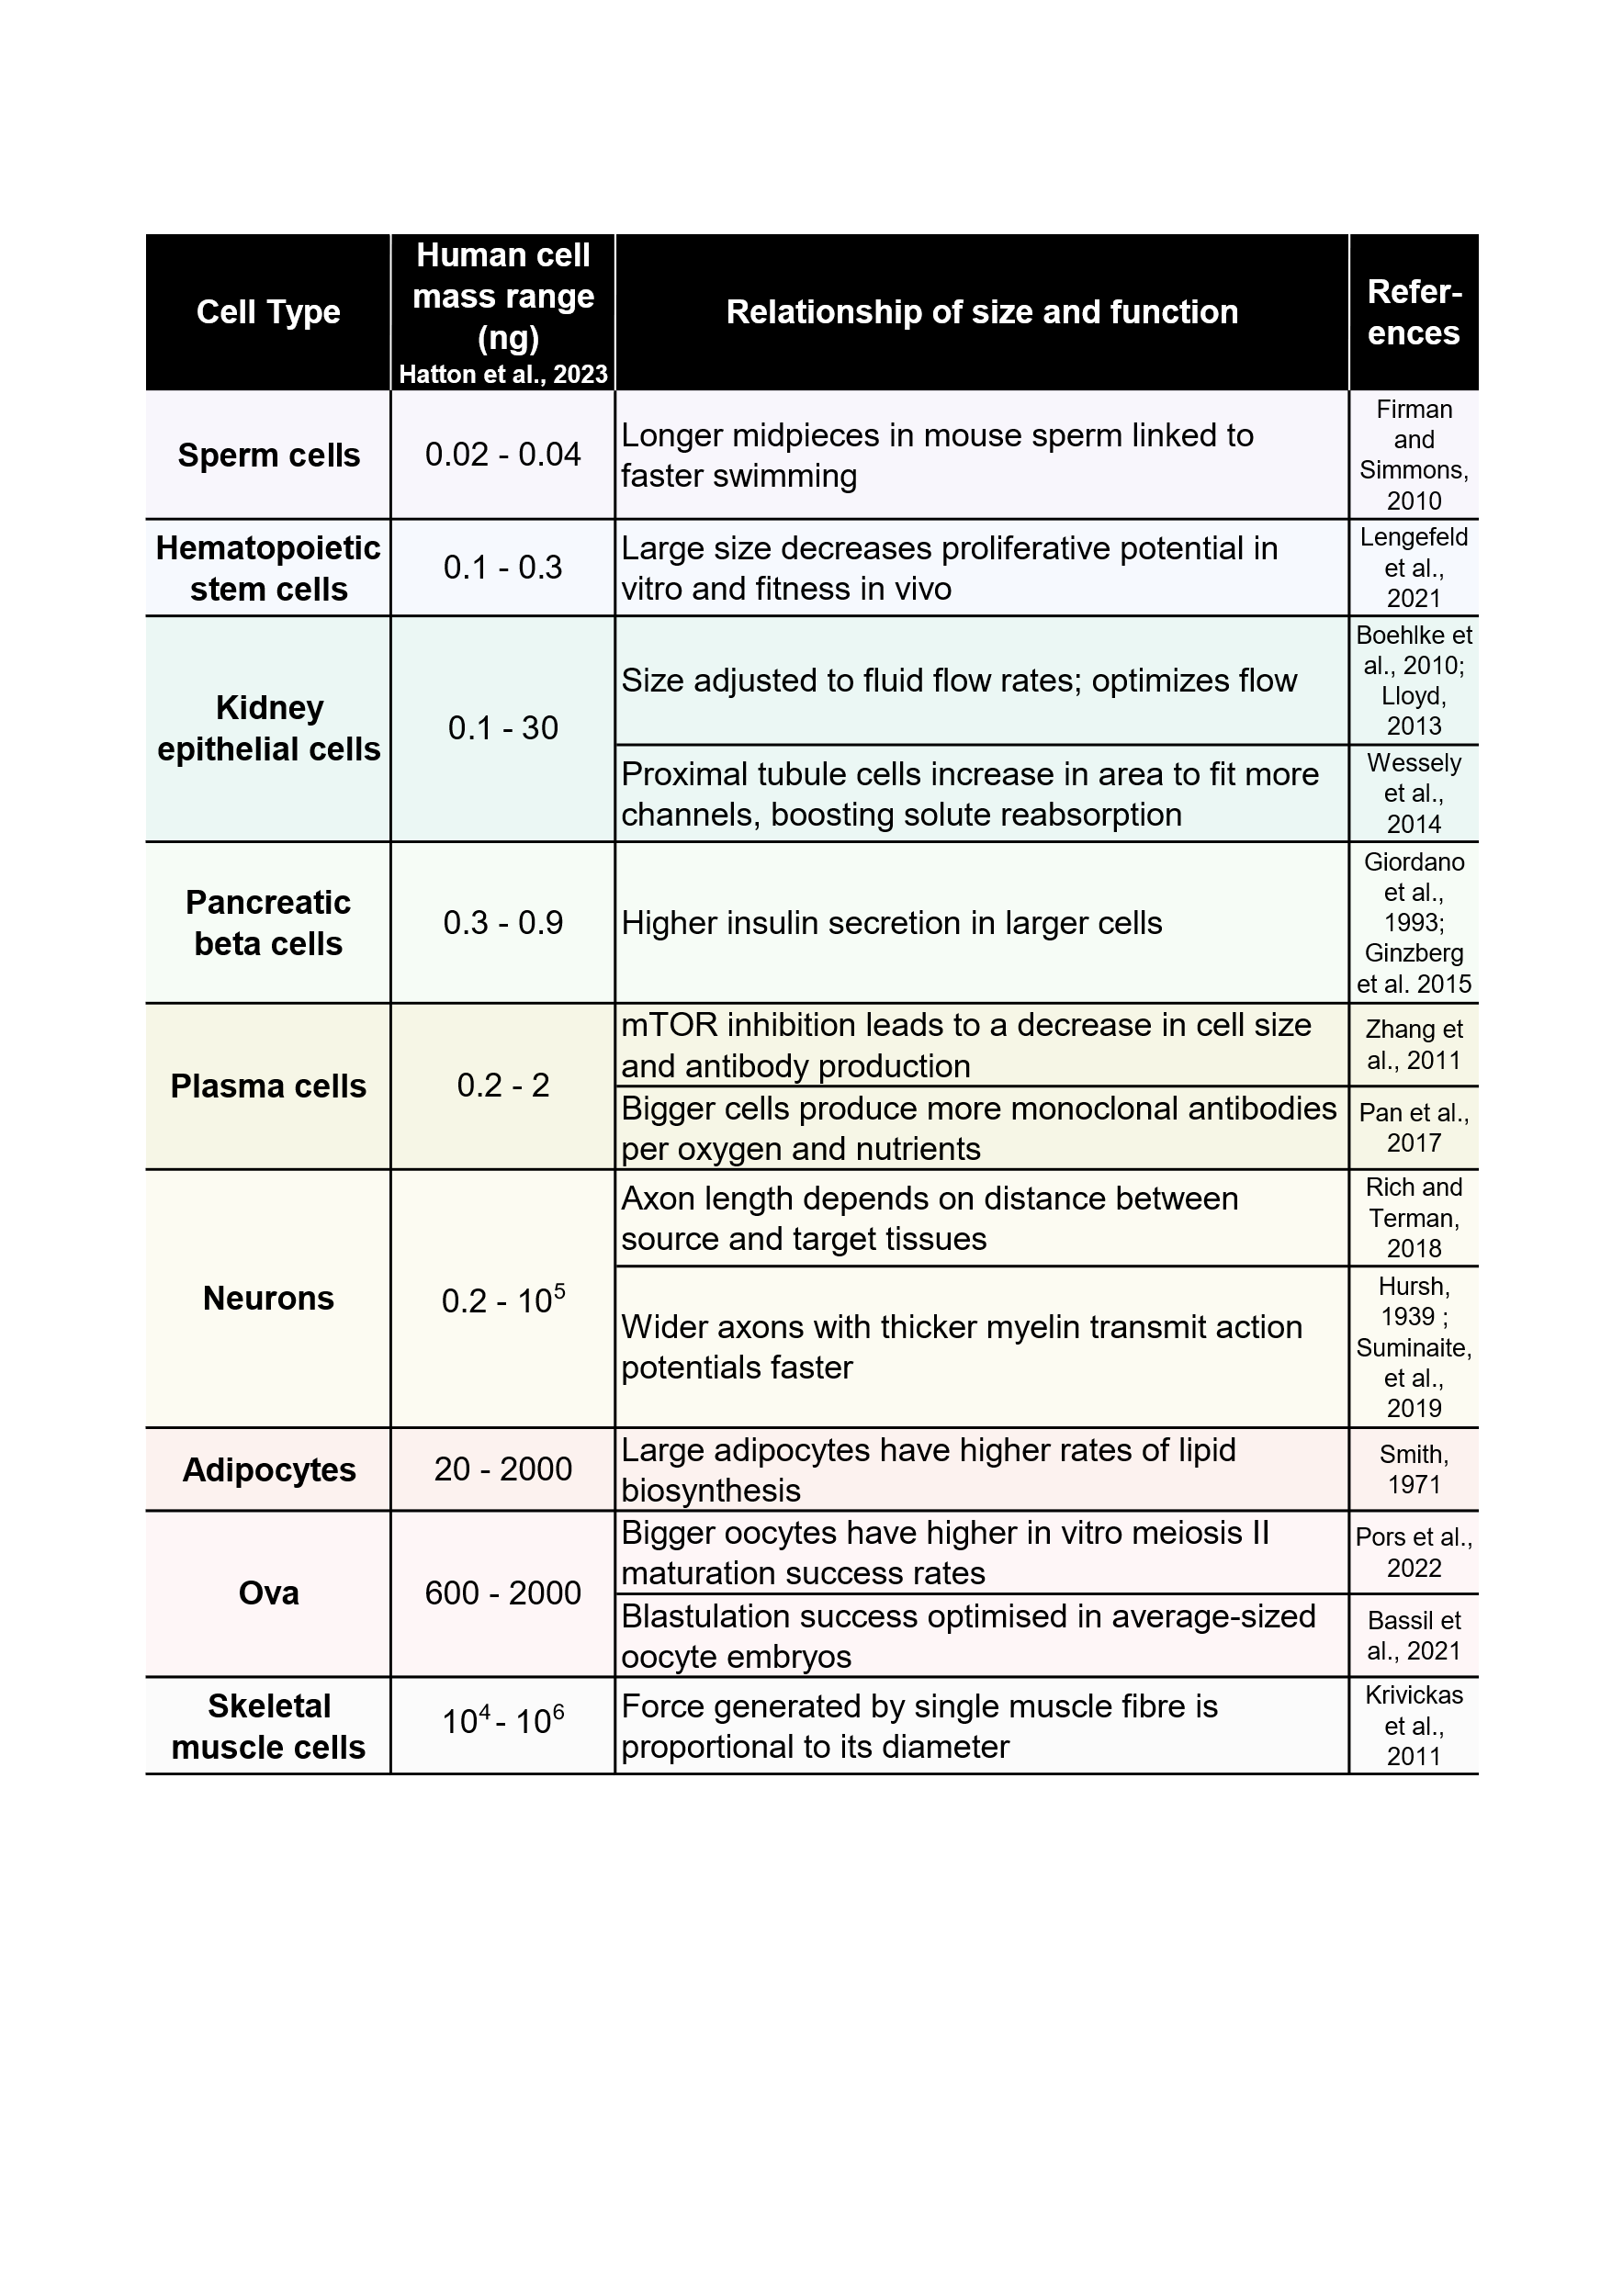 Cell Type
Human cell
mass range
(ng)
Hatton et al., 2023
Relationship of size and function
Refer-
ences
Sperm cells
0.02 - 0.04
Longer midpieces in mouse sperm linked to
faster swimming
Firman
and
Simmons,
2010
Hematopoietic
stem cells
0.1 - 0.3
Large size decreases proliferative potential in
vitro and fitness in vivo
Lengefeld
et al.,
2021
Kidney
epithelial cells
0.1 - 30
Size adjusted to fluid flow rates; optimizes flow
Boehlke et
al., 2010;
Lloyd,
2013
Proximal tubule cells increase in area to fit more
channels, boosting solute reabsorption
Wessely
et al.,
2014
Pancreatic
beta cells
0.3 - 0.9
Higher insulin secretion in larger cells
Giordano
et al.,
1993;
Ginzberg
et al. 2015
Plasma cells
0.2 - 2
mTOR inhibition leads to a decrease in cell size
and antibody production
Zhang et
al., 2011
Bigger cells produce more monoclonal antibodies
per oxygen and nutrients
Pan et al.,
2017
Neurons
0.2 - 10⁵
Axon length depends on distance between
source and target tissues
Rich and
Terman,
2018
Wider axons with thicker myelin transmit action
potentials faster
Hursh,
1939 ;
Suminaite,
et al.,
2019
Adipocytes
20 - 2000
Large adipocytes have higher rates of lipid
biosynthesis
Smith,
1971
Ova
600 - 2000
Bigger oocytes have higher in vitro meiosis II
maturation success rates
Pors et al.,
2022
Blastulation success optimised in average-sized
oocyte embryos
Bassil et
al., 2021
Skeletal
muscle cells
10⁴ - 10⁶
Force generated by single muscle fibre is
proportional to its diameter
Krivickas
et al.,
2011